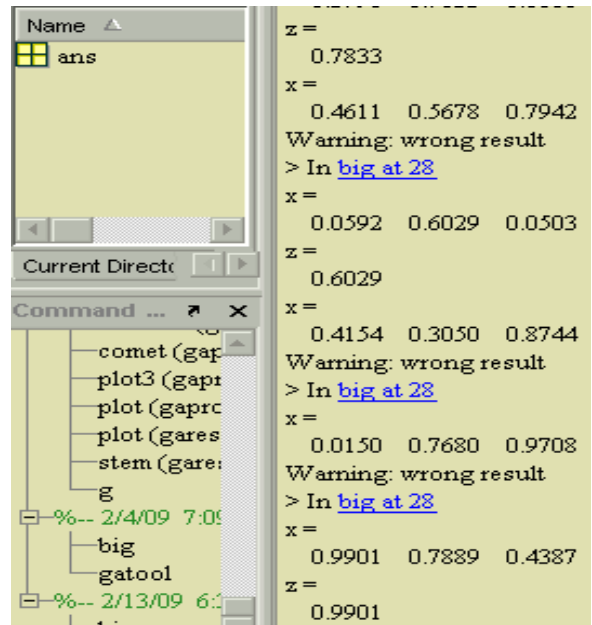 Name
ans
Current Direct
Command ...
comet (gap
plot3 (gapr
plot (gapro
plot (gares
stem (gare
g
%-- 2/4/09 7:09
big
gatool
%-- 2/13/09 6:
z =
0.7833
x =
0.4611 0.5678 0.7942
Warning: wrong result
> In big at 28
x =
0.0592 0.6029 0.0503
z =
0.6029
x =
0.4154 0.3050 0.8744
Warning: wrong result
> In big at 28
x =
0.0150 0.7680 0.9708
Warning: wrong result
> In big at 28
x =
0.9901 0.7889 0.4387
z =
0.9901